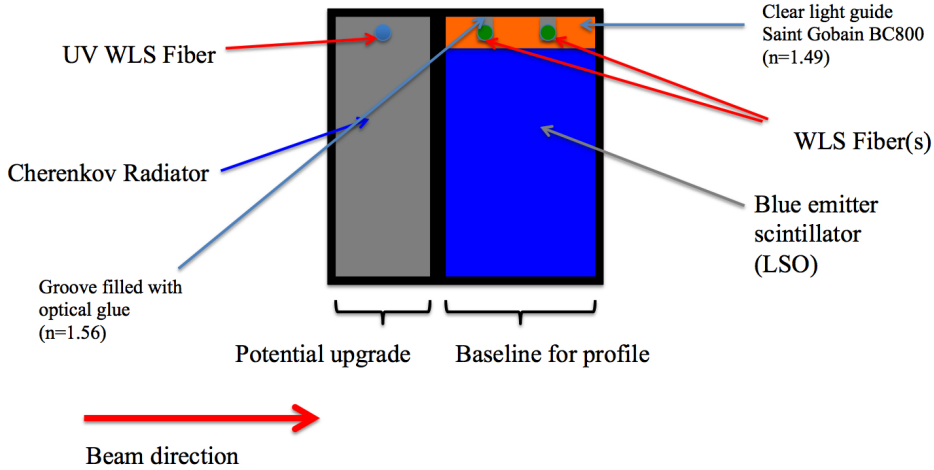 UV WLS Fiber
Clear light guide
Saint Gobain BC800
(n=1.49)
Cherenkov Radiator
WLS Fiber(s)
Blue emitter
scintillator
(LSO)
Groove filled with
optical glue
(n=1.56)
Potential upgrade
Baseline for profile
Beam direction